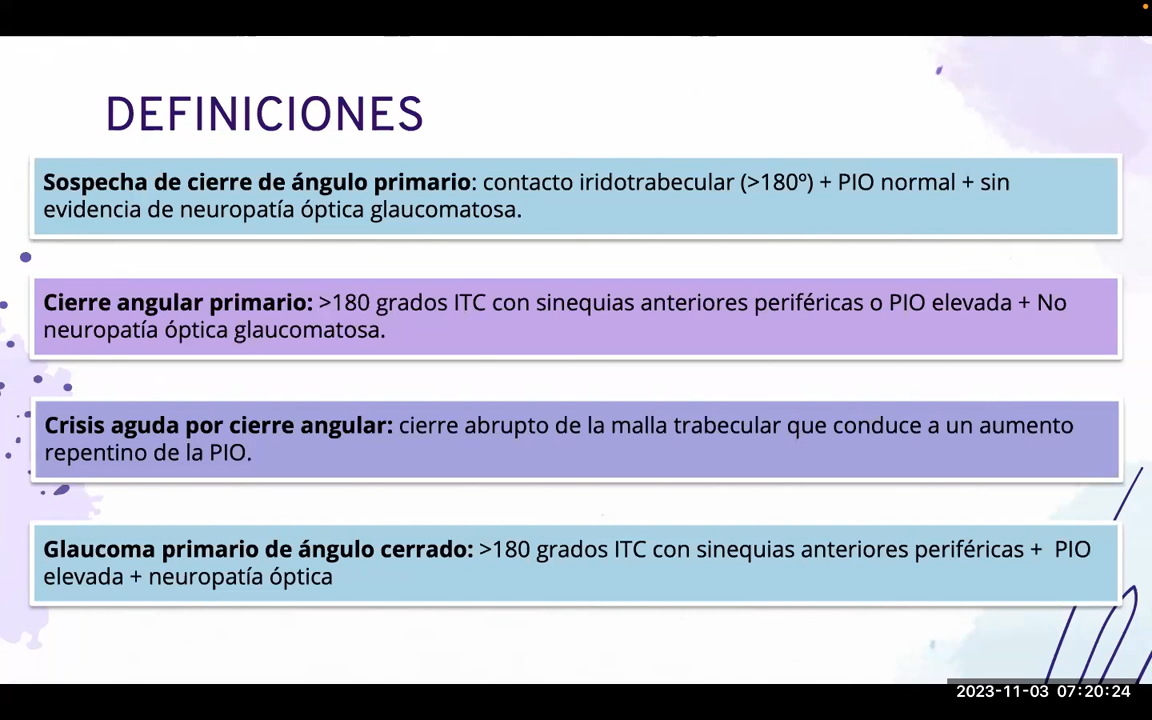 DEFINICIONES
Sospecha de cierre de ángulo primario: contacto iridotrabecular (>180º) + PIO normal + sin
evidencia de neuropatía óptica glaucomatosa.
Cierre angular primario: >180 grados ITC con sinequias anteriores periféricas o PIO elevada + No
neuropatía óptica glaucomatosa.
Crisis aguda por cierre angular: cierre abrupto de la malla trabecular que conduce a un aumento
repentino de la PIO.
Glaucoma primario de ángulo cerrado: >180 grados ITC con sinequias anteriores periféricas +  PIO
elevada + neuropatía óptica
2023-11-03 07:20:24